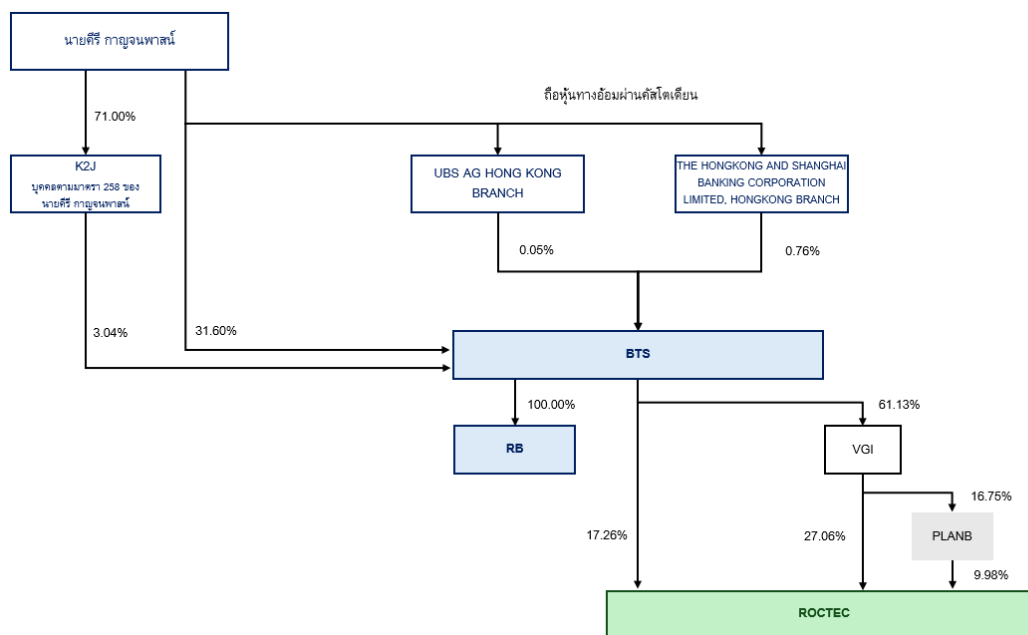 นายคีรี กาญจนพาสน์
ถือหุ้นทางอ้อมผ่านคัสโตเดียน
71.00%
K2J
บุคคลตามมาตรา 258 ของ
นายคีรี กาญจนพาสน์
UBS AG HONG KONG
BRANCH
THE HONGKONG AND SHANGHAI
BANKING CORPORATION
LIMITED, HONGKONG BRANCH
0.05%
0.76%
3.04%
31.60%
BTS
100.00%
61.13%
RB
VGI
16.75%
17.26%
27.06%
PLANB
9.98%
ROCTEC